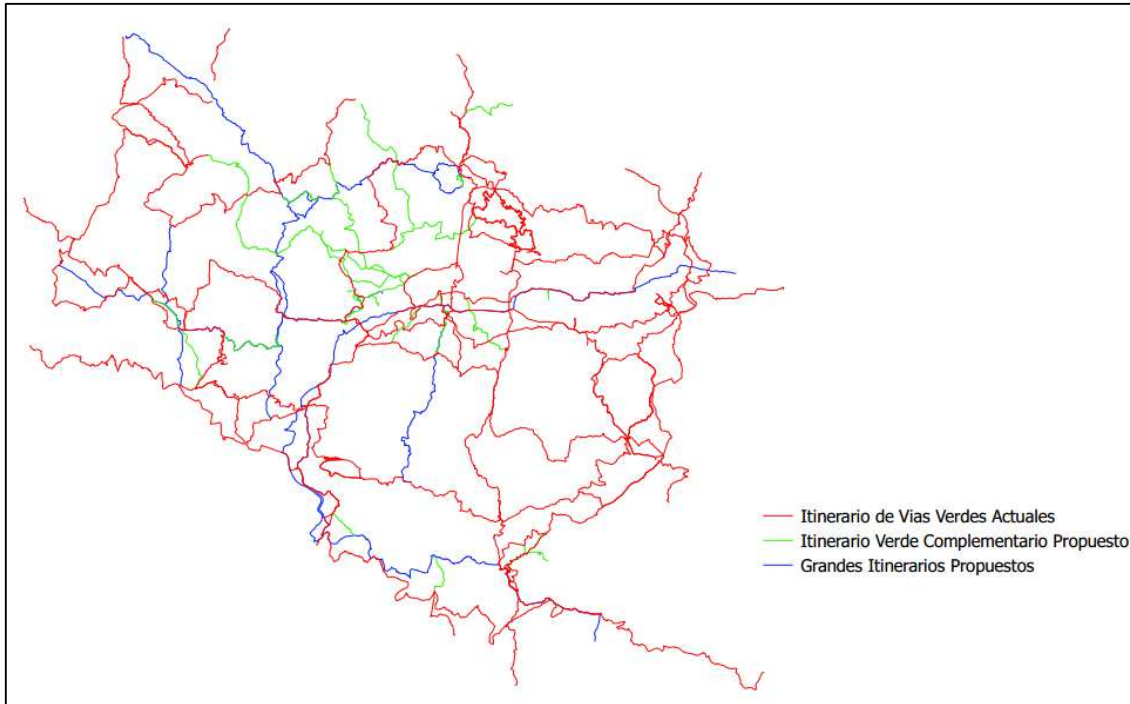 Itinerario de Vias Verdes Actuales
Itinerario Verde Complementario Propuesto
Grandes Itinerarios Propuestos